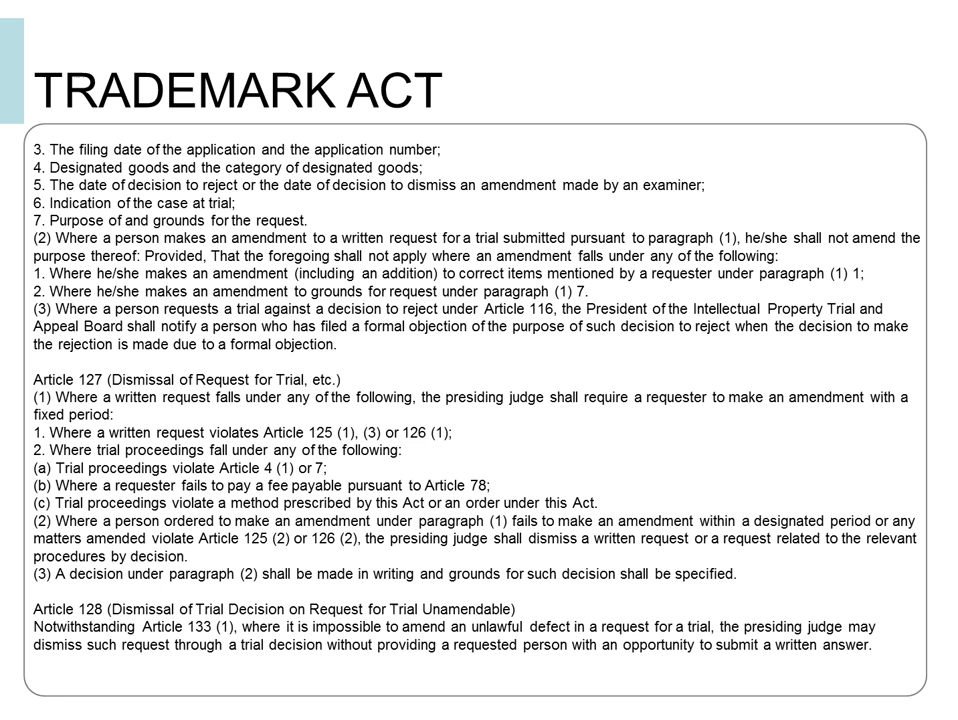 TRADEMARK ACT
3. The filing date of the application and the application number;
4. Designated goods and the category of designated goods;
5. The date of decision to reject or the date of decision to dismiss an amendment made by an examiner;
6. Indication of the case at trial;
7. Purpose of and grounds for the request.
(2) Where a person makes an amendment to a written request for a trial submitted pursuant to paragraph (1), he/she shall not amend the
purpose thereof: Provided, That the foregoing shall not apply where an amendment falls under any of the following:
1. Where he/she makes an amendment (including an addition) to correct items mentioned by a requester under paragraph (1) 1;
2. Where he/she makes an amendment to grounds for request under paragraph (1) 7.
(3) Where a person requests a trial against a decision to reject under Article 116, the President of the Intellectual Property Trial and
Appeal Board shall notify a person who has filed a formal objection of the purpose of such decision to reject when the decision to make
the rejection is made due to a formal objection.
Article 127 (Dismissal of Request for Trial, etc.)
(1) Where a written request falls under any of the following, the presiding judge shall require a requester to make an amendment with a
fixed period:
1. Where a written request violates Article 125 (1), (3) or 126 (1);
2. Where trial proceedings fall under any of the following:
(a) Trial proceedings violate Article 4 (1) or 7;
(b) Where a requester fails to pay a fee payable pursuant to Article 78;
(c) Trial proceedings violate a method prescribed by this Act or an order under this Act.
(2) Where a person ordered to make an amendment under paragraph (1) fails to make an amendment within a designated period or any
matters amended violate Article 125 (2) or 126 (2), the presiding judge shall dismiss a written request or a request related to the relevant
procedures by decision.
(3) A decision under paragraph (2) shall be made in writing and grounds for such decision shall be specified.
Article 128 (Dismissal of Trial Decision on Request for Trial Unamendable)
Notwithstanding Article 133 (1), where it is impossible to amend an unlawful defect in a request for a trial, the presiding judge may
dismiss such request through a trial decision without providing a requested person with an opportunity to submit a written answer.